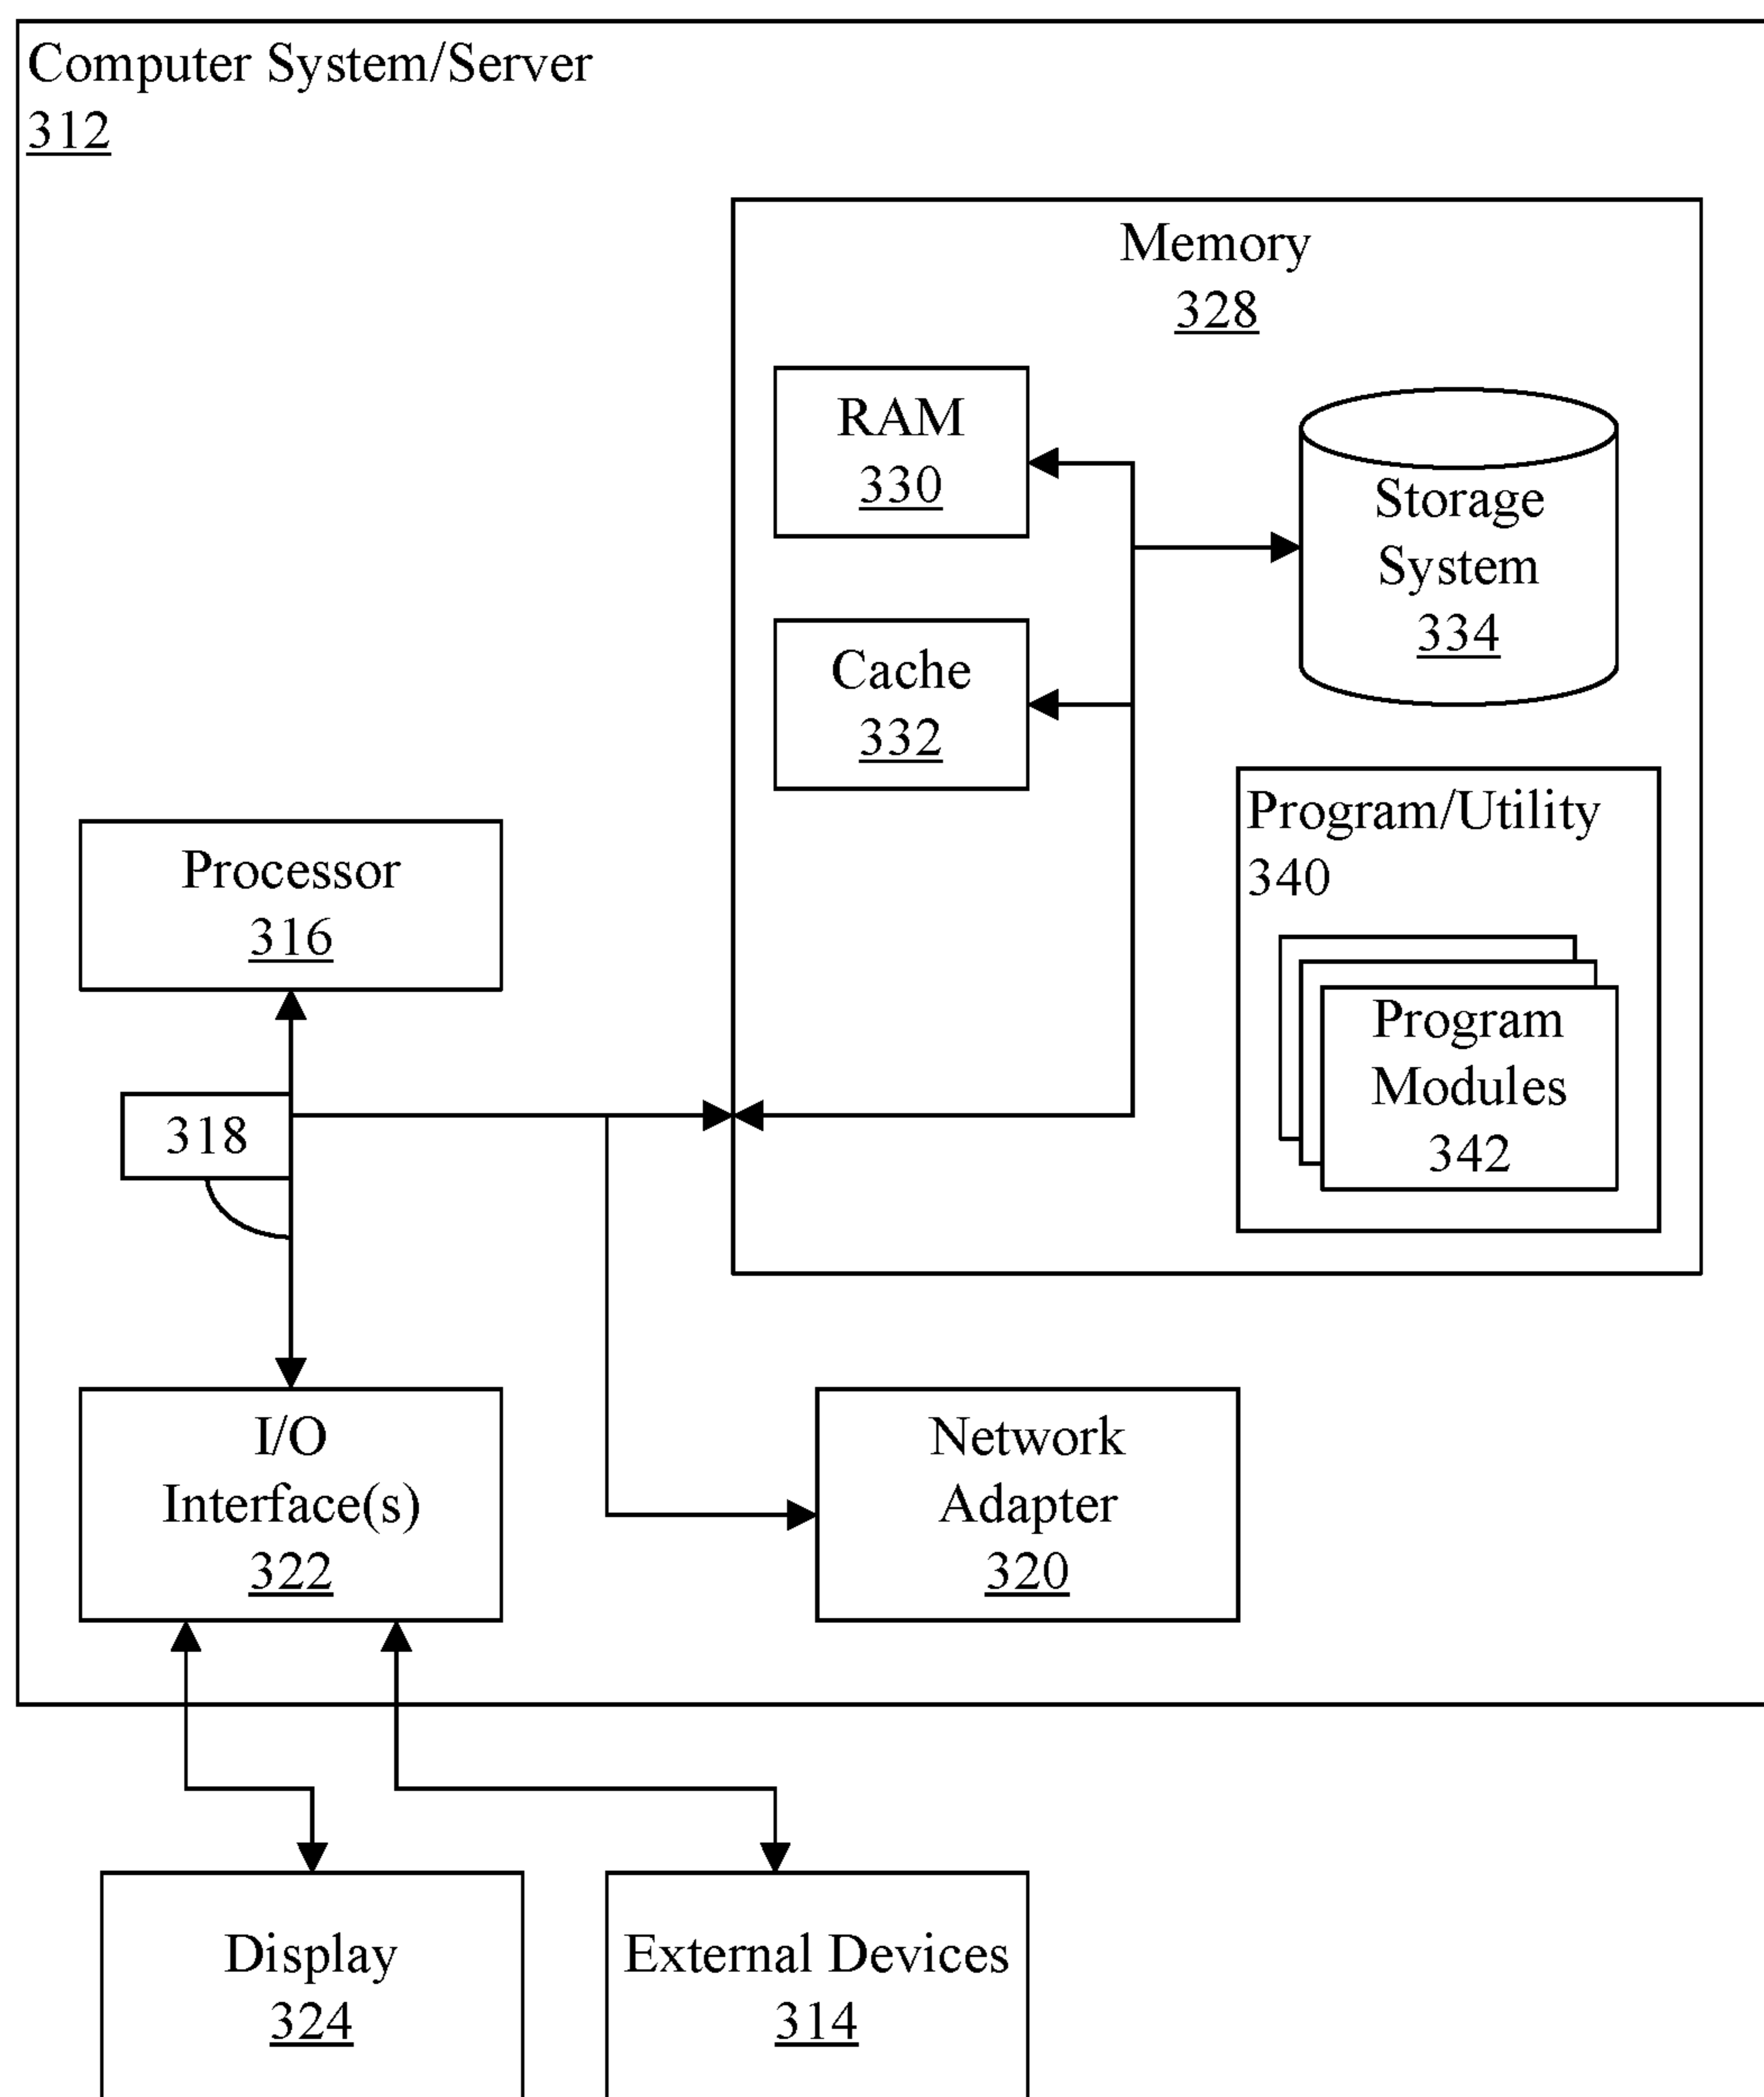 Computer System/Server
312
Memory
328
RAM
330
Storage
System
334
Cache
332
Program/Utility
340
Program
Modules
342
Processor
316
318
I/O
Interface(s)
322
Network
Adapter
320
Display
324
External Devices
314